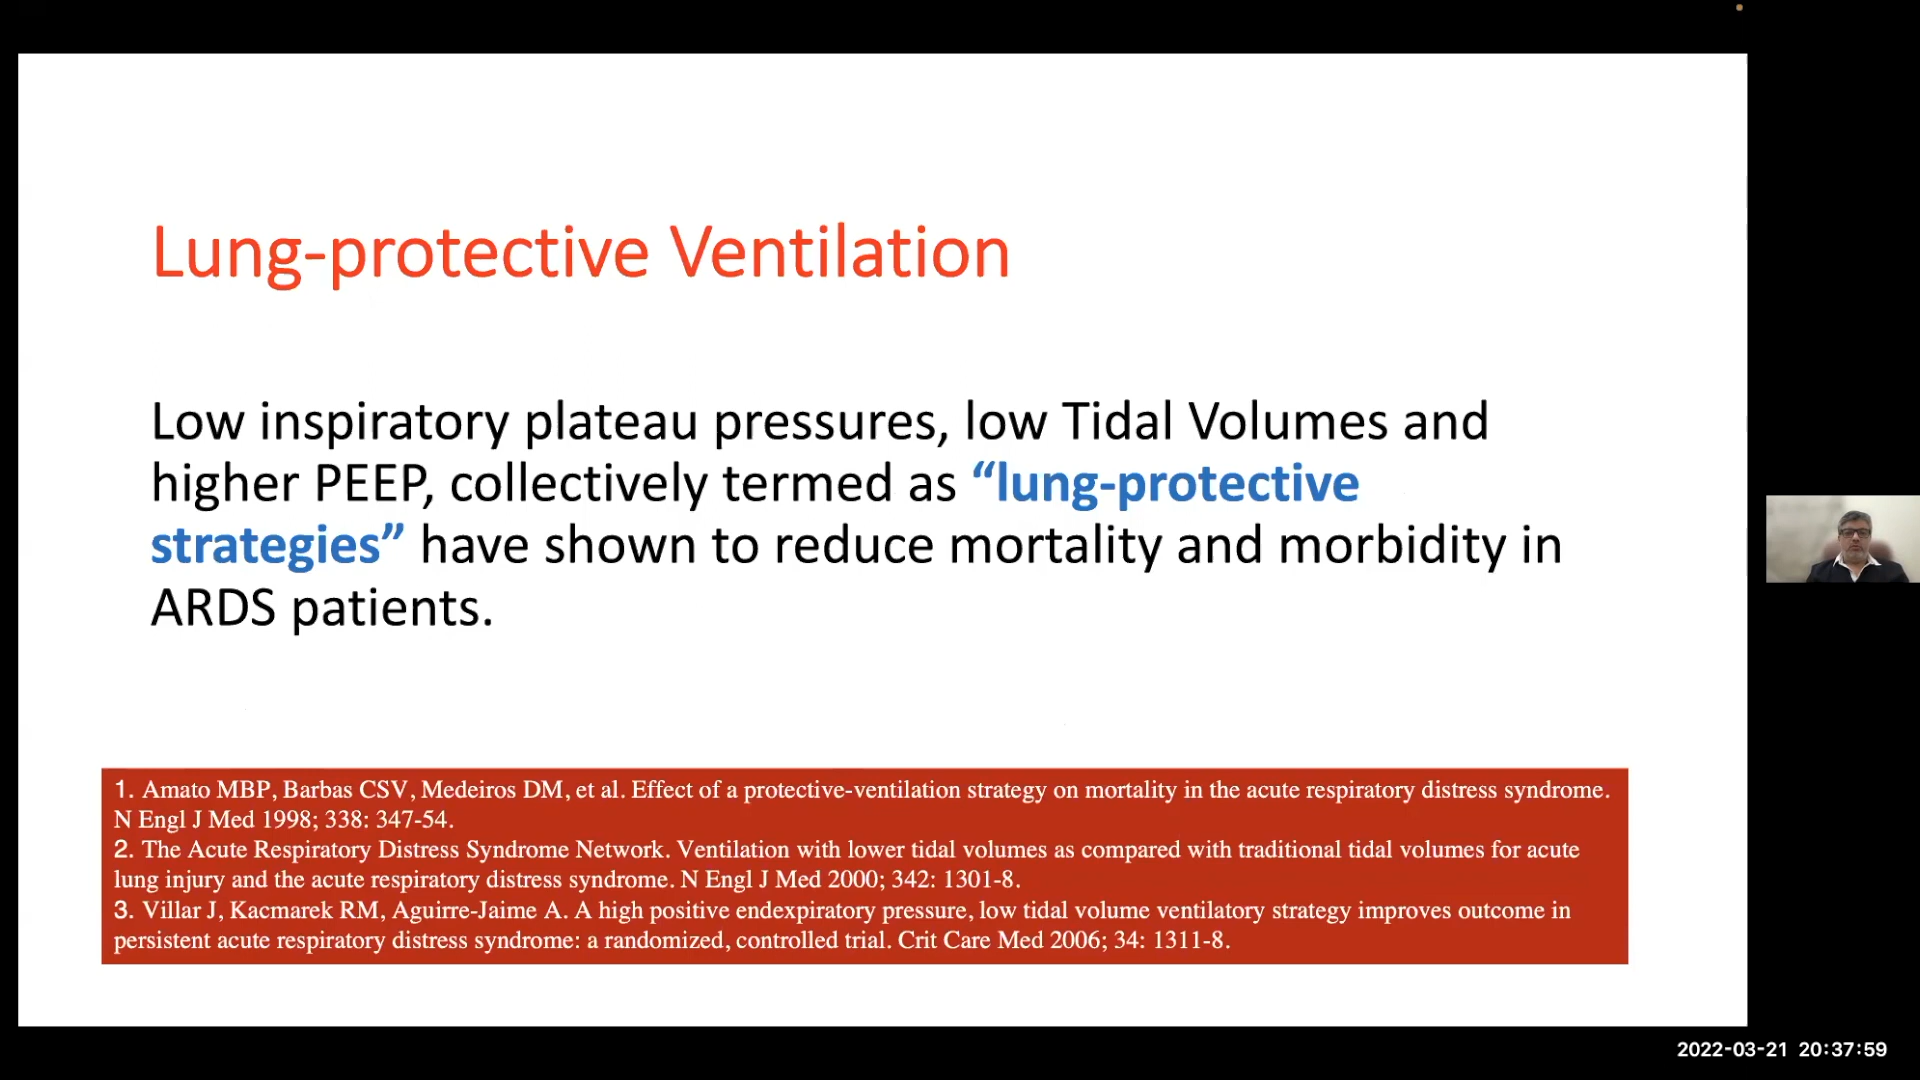 Lung-protective Ventilation
Low inspiratory plateau pressures, low Tidal Volumes and
higher PEEP, collectively termed as “lung-protective
strategies” have shown to reduce mortality and morbidity in
ARDS patients.
1. Amato MBP, Barbas CSV, Medeiros DM, et al. Effect of a protective-ventilation strategy on mortality in the acute respiratory distress syndrome.
N Engl J Med 1998; 338: 347-54.
2. The Acute Respiratory Distress Syndrome Network. Ventilation with lower tidal volumes as compared with traditional tidal volumes for acute
lung injury and the acute respiratory distress syndrome. N Engl J Med 2000; 342: 1301-8.
3. Villar J, Kacmarek RM, Aguirre-Jaime A. A high positive endexpiratory pressure, low tidal volume ventilatory strategy improves outcome in
persistent acute respiratory distress syndrome: a randomized, controlled trial. Crit Care Med 2006; 34: 1311-8.
2022-03-21 20:37:59